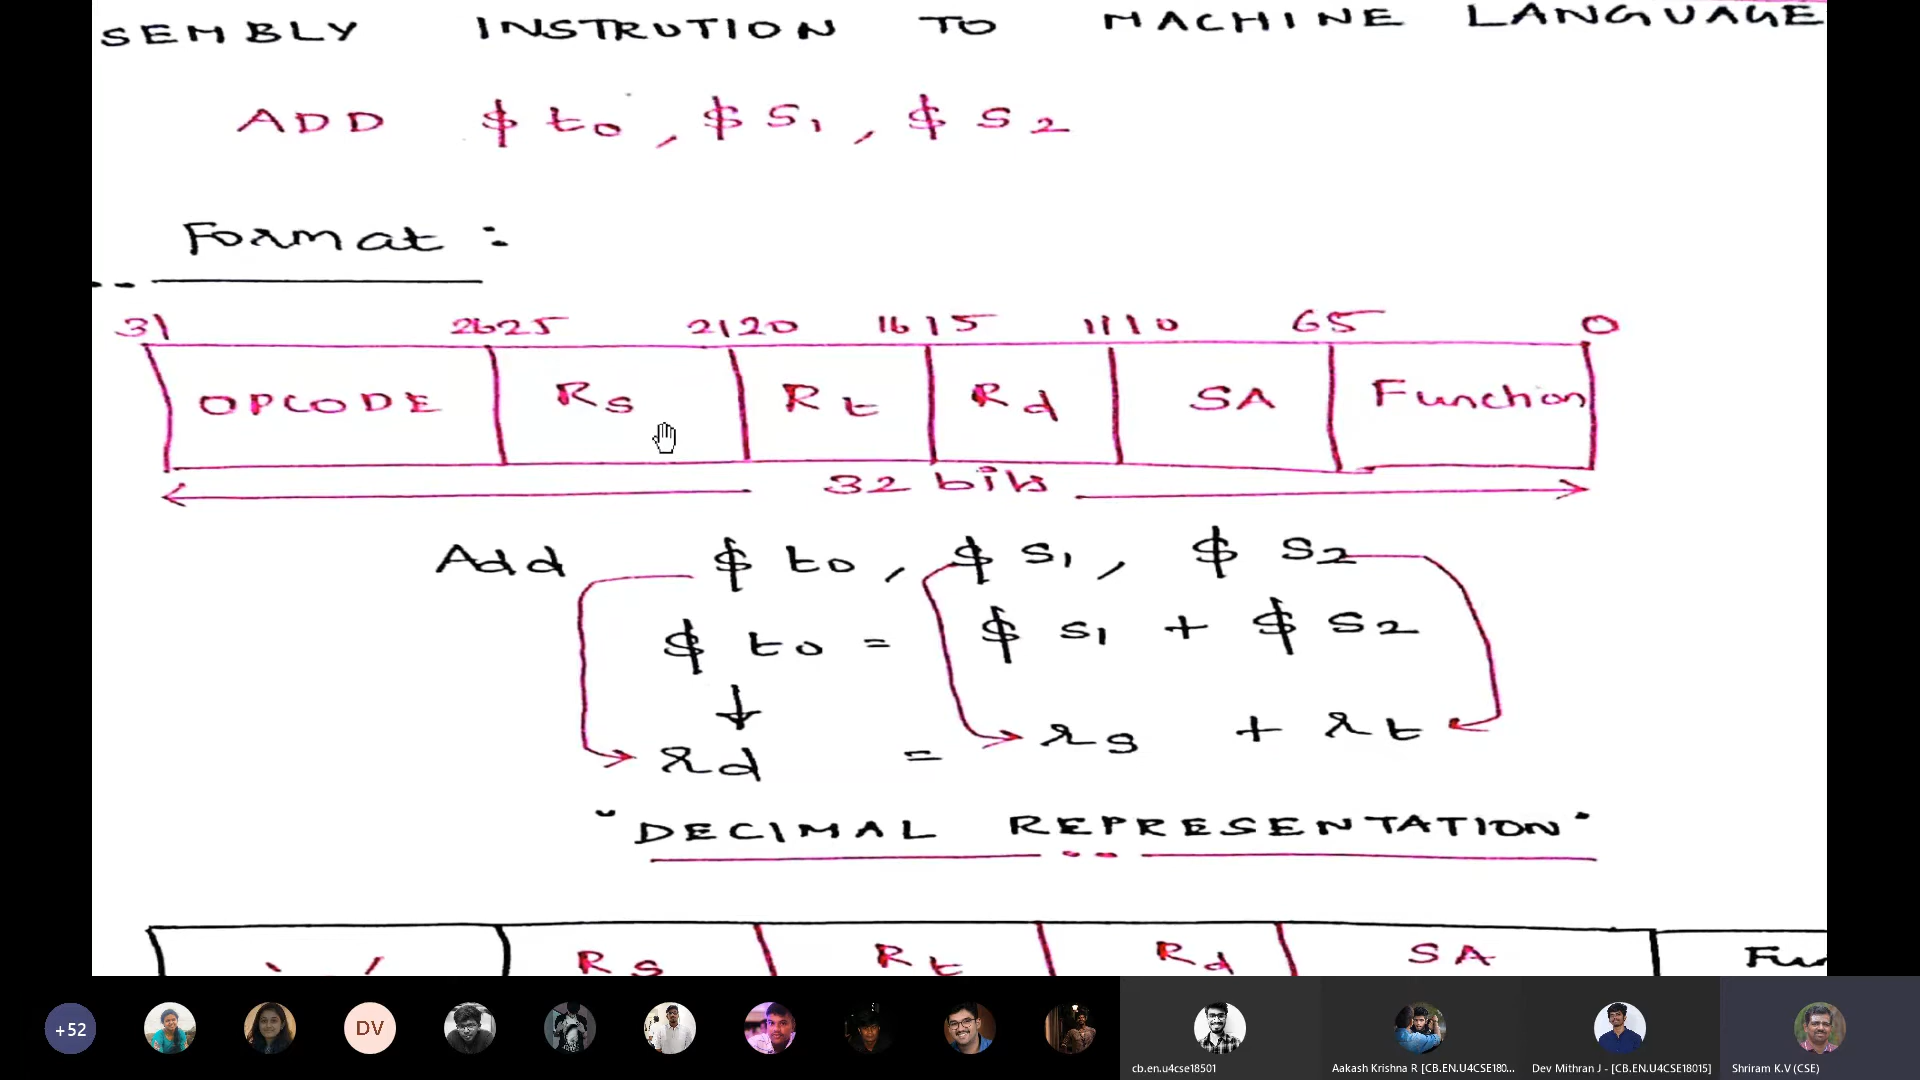 SEMBLY INSTRUTION TO MACHINE LANGUAGE
ADD $ t0 , $ S1 , $ S2
Format :
31 2625 2120 1615 1110 65 0
OPCODE Rs Rt Rd SA Function
32 bits
Add $ t0 , $ S1 , $ S2
$ t0 = $ S1 + $ S2
rd = rs + rt
"DECIMAL REPRESENTATION"
Rs Rt Rd SA Fu
+52 DV
cb.en.u4cse18501 Aakash Krishna R [CB.EN.U4CSE180... Dev Mithran J - [CB.EN.U4CSE18015] Shriram K.V (CSE)